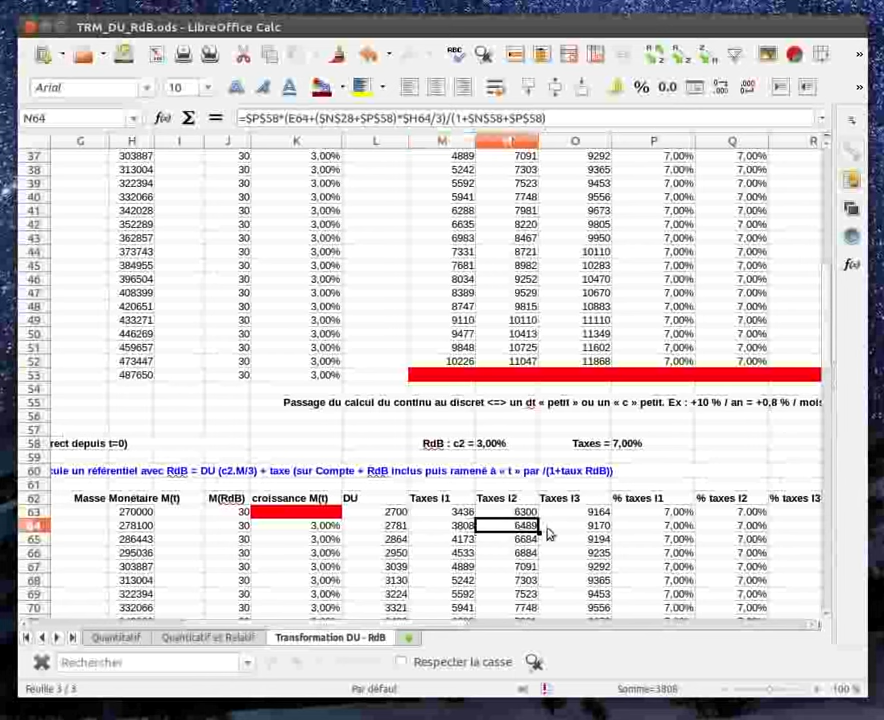 TRM_DU_RdB.ods - LibreOffice Calc
Arial 10
N64 =$P$58*(E64+($N$28+$P$58)*$H64/3)/(1+$N$58+$P$58)
G H I J K L M N O P Q R
37 303887 30 3,00% 4889 7091 9292 7,00% 7,00%
38 313004 30 3,00% 5242 7303 9365 7,00% 7,00%
39 322394 30 3,00% 5592 7523 9453 7,00% 7,00%
40 332066 30 3,00% 5941 7748 9556 7,00% 7,00%
41 342028 30 3,00% 6288 7981 9673 7,00% 7,00%
42 352289 30 3,00% 6635 8220 9805 7,00% 7,00%
43 362857 30 3,00% 6983 8467 9950 7,00% 7,00%
44 373743 30 3,00% 7331 8721 10110 7,00% 7,00%
45 384955 30 3,00% 7681 8982 10283 7,00% 7,00%
46 396504 30 3,00% 8034 9252 10470 7,00% 7,00%
47 408399 30 3,00% 8389 9529 10670 7,00% 7,00%
48 420651 30 3,00% 8747 9815 10883 7,00% 7,00%
49 433271 30 3,00% 9110 10110 11110 7,00% 7,00%
50 446269 30 3,00% 9477 10413 11349 7,00% 7,00%
51 459657 30 3,00% 9848 10725 11602 7,00% 7,00%
52 473447 30 3,00% 10226 11047 11868 7,00% 7,00%
53 487650 30 3,00%
54
55 Passage du calcul du continu au discret <=> un dt « petit » ou un « c » petit. Ex : +10 % / an = +0,8 % / mois
56
57
58 rect depuis t=0) RdB : c2 = 3,00% Taxes = 7,00%
59
60 cule un référentiel avec RdB = DU (c2.M/3) + taxe (sur Compte + RdB inclus puis ramené à « t » par /(1+taux RdB))
61
62 Masse Monétaire M(t) M(RdB) croissance M(t) DU Taxes I1 Taxes I2 Taxes I3 % taxes I1 % taxes I2 % taxes I3
63 270000 30 2700 3436 6300 9164 7,00% 7,00%
64 278100 30 3,00% 2781 3808 6489 9170 7,00% 7,00%
65 286443 30 3,00% 2864 4173 6684 9194 7,00% 7,00%
66 295036 30 3,00% 2950 4533 6884 9235 7,00% 7,00%
67 303887 30 3,00% 3039 4889 7091 9292 7,00% 7,00%
68 313004 30 3,00% 3130 5242 7303 9365 7,00% 7,00%
69 322394 30 3,00% 3224 5592 7523 9453 7,00% 7,00%
70 332066 30 3,00% 3321 5941 7748 9556 7,00% 7,00%
Quantitatif Quanticatif et Relatif Transformation DU - RdB
Rechercher Respecter la casse
Feuille 3 / 3 Par défaut Somme=3808 100 %